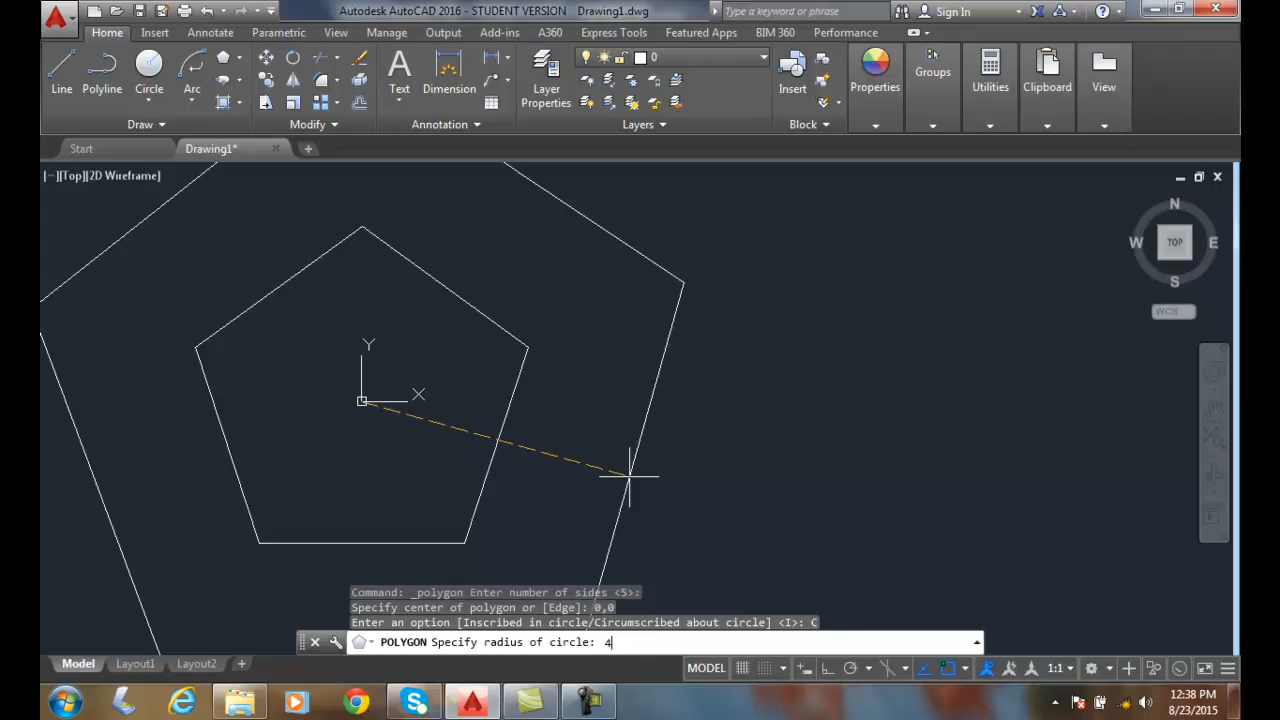 Autodesk AutoCAD 2016 - STUDENT VERSION Drawing1.dwg
Type a keyword or phrase
Sign In
Home Insert Annotate Parametric View Manage Output Add-ins A360 Express Tools Featured Apps BIM 360 Performance
0
Line Polyline Circle Arc Text Dimension Layer Properties Insert Properties Groups Utilities Clipboard View
Draw Modify Annotation Layers Block
Start Drawing1*
[−][Top][2D Wireframe]
N
W TOP E
S
WCS
Y
X
Command: _polygon Enter number of sides <5>:
Specify center of polygon or [Edge]: 0,0
Enter an option [Inscribed in circle/Circumscribed about circle] <I>: C
POLYGON Specify radius of circle: 4
Model Layout1 Layout2 + MODEL 1:1
12:38 PM
8/23/2015